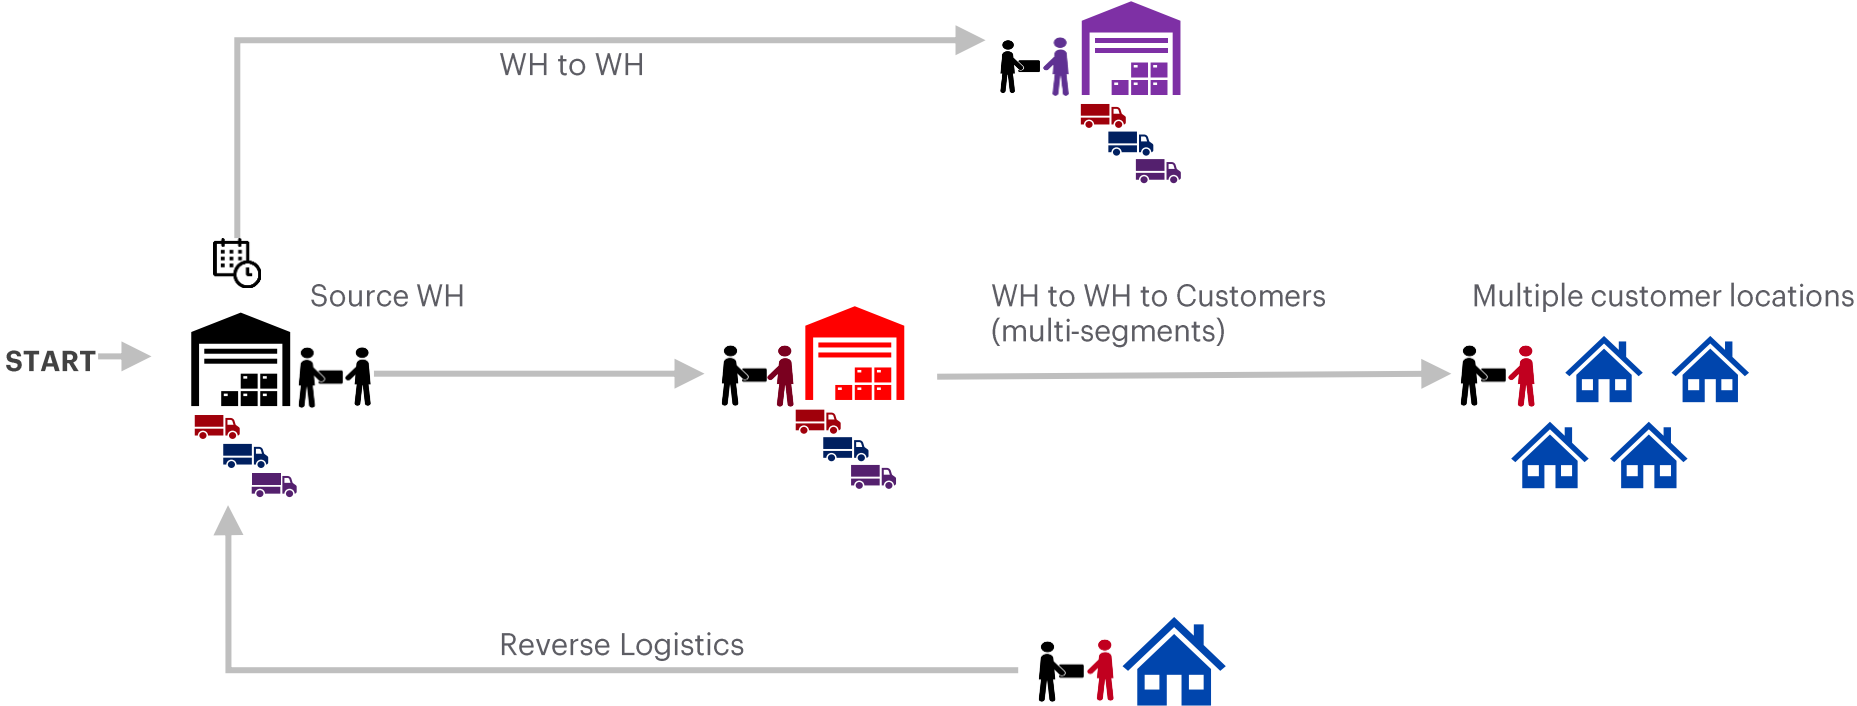 WH to WH
Source WH
WH to WH to Customers
(multi-segments)
Multiple customer locations
START
Reverse Logistics